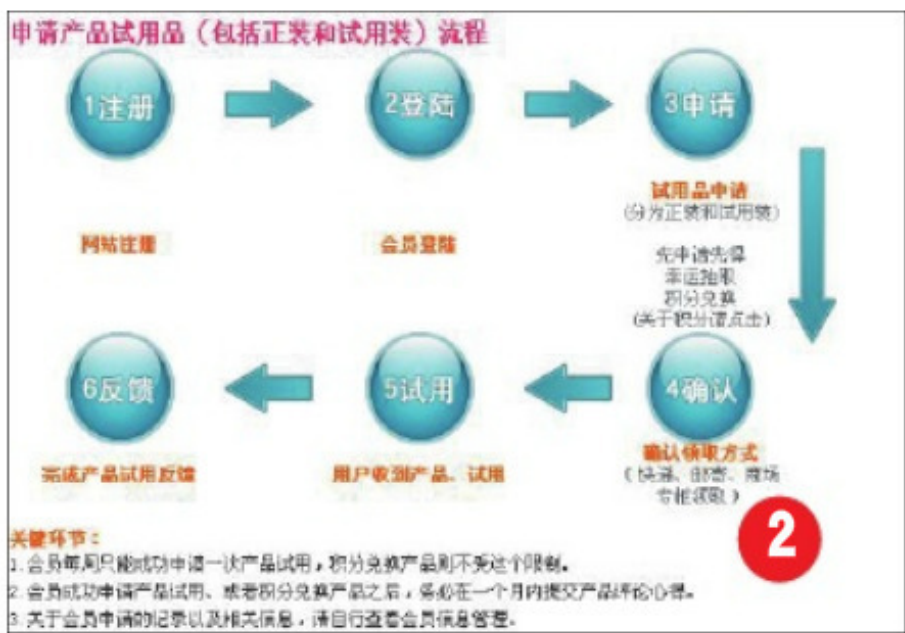 申请产品试用品（包括正装和试用装）流程
1注册
2登陆
3申请
网站注册
会员登陆
试用品申请
(分为正装和试用装)
先申请先得
幸运抽取
积分兑换
(关于积分请点击)
6反馈
5试用
4确认
完成产品试用反馈
用户收到产品、试用
确认领取方式
(快递、邮寄、商场
专柜领取)
2
关键环节：
1.会员每周只能成功申请一次产品试用，积分兑换产品则不受这个限制。
2.会员成功申请产品试用、或者积分兑换产品之后，务必在一个月内提交产品评论心得。
3.关于会员申请的记录以及相关信息，请自行查看会员信息管理。